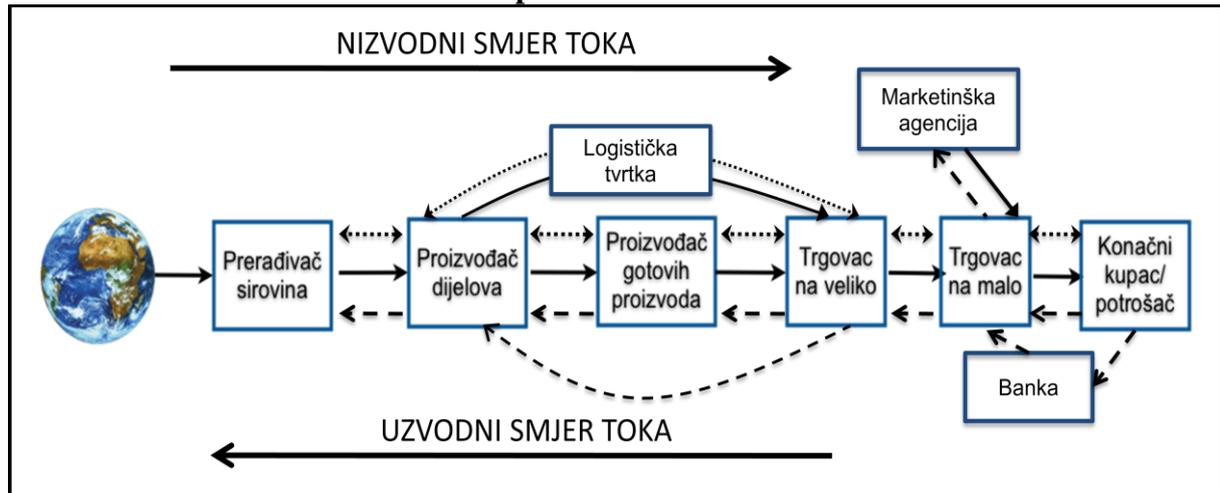 NIZVODNI SMJER TOKA
Marketinška
agencija
Logistička
tvrtka
Prerađivač
sirovina
Proizvođač
dijelova
Proizvođač
gotovih
proizvoda
Trgovac
na veliko
Trgovac
na malo
Konačni
kupac/
potrošač
Banka
UZVODNI SMJER TOKA